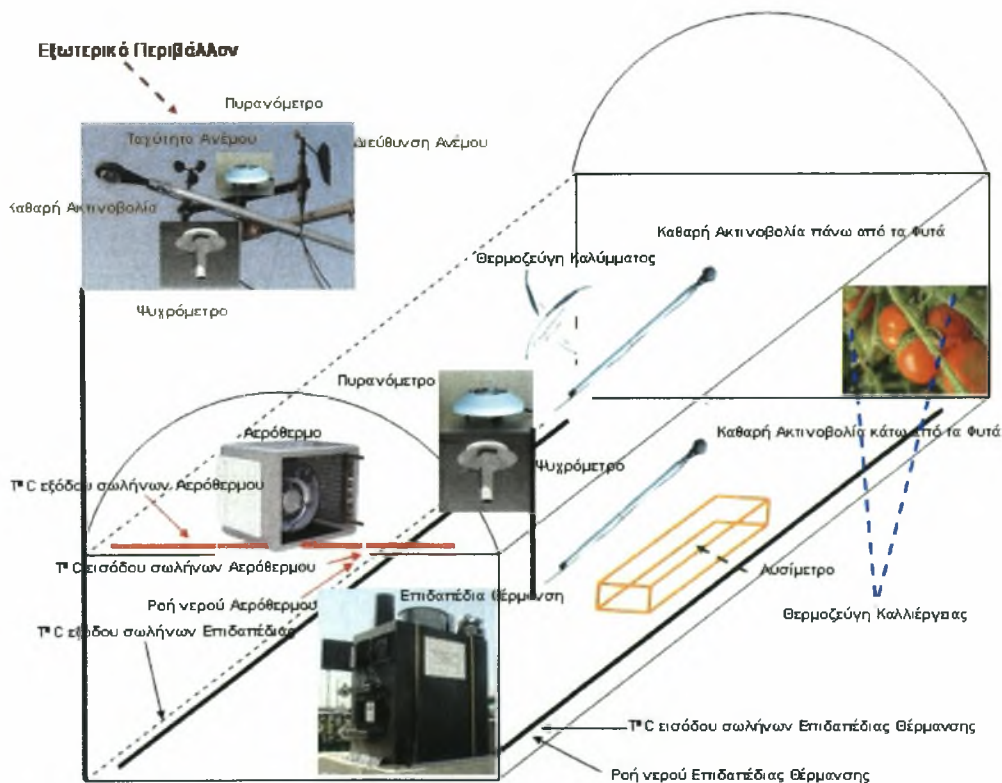 Εξωτερικό Περιβάλλον
Πυρανόμετρο
Ταχύτητα Ανέμου
Διεύθυνση Ανέμου
Καθαρή Ακτινοβολία
Καθαρή Ακτινοβολία πάνω από τα Φυτά
Θερμοζεύγη Καλύμματος
Ψυχρόμετρο
Πυρανόμετρο
Αερόθερμο
Καθαρή Ακτινοβολία κάτω από τα Φυτά
Ψυχρόμετρο
Τ°C εξόδου σωλήνων Αερόθερμου
Τ°C εισόδου σωλήνων Αερόθερμου
Λυσίμετρο
Επιδαπέδια Θέρμανση
Ροή νερού Αερόθερμου
Θερμοζεύγη Καλλιέργειας
Τ°C εξόδου σωλήνων Επιδαπέδιας
Τ°C εισόδου σωλήνων Επιδαπέδιας Θέρμανσης
Ροή νερού Επιδαπέδιας Θέρμανσης